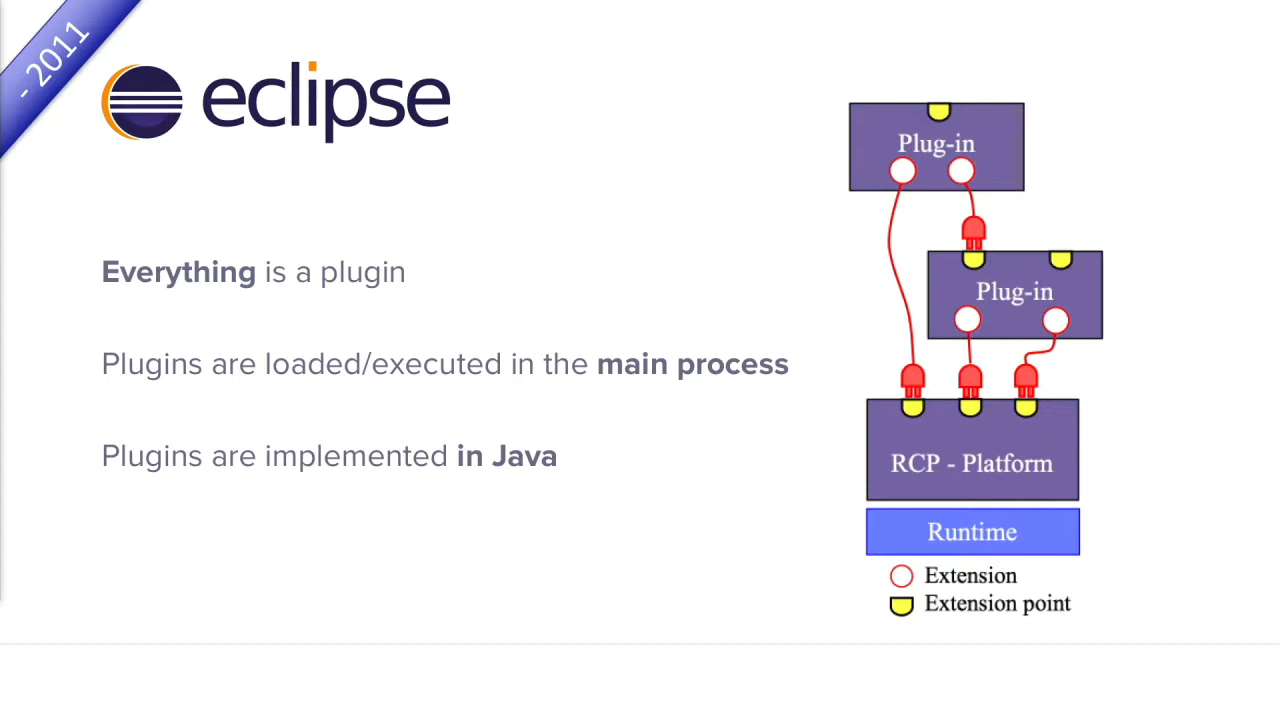 - 2011
eclipse
Everything is a plugin
Plugins are loaded/executed in the main process
Plugins are implemented in Java
Plug-in
Plug-in
RCP - Platform
Runtime
Extension
Extension point